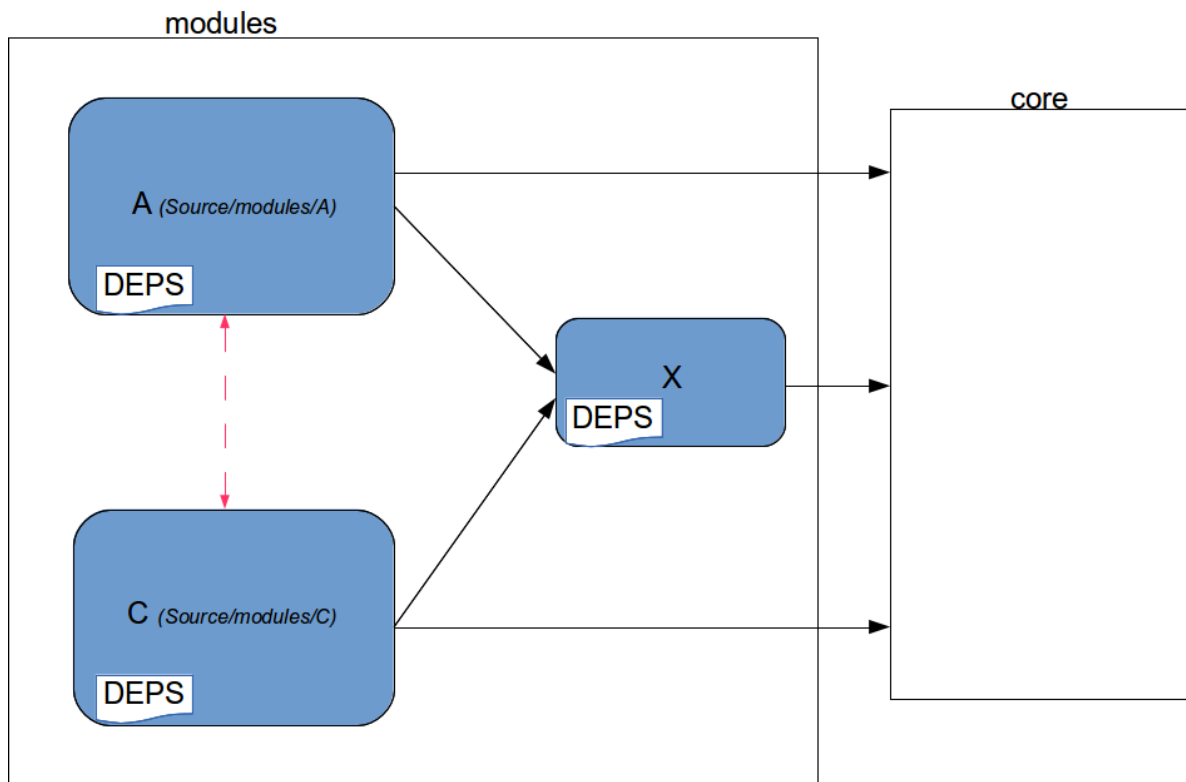 modules
core
A (Source/modules/A)
DEPS
X
DEPS
C (Source/modules/C)
DEPS